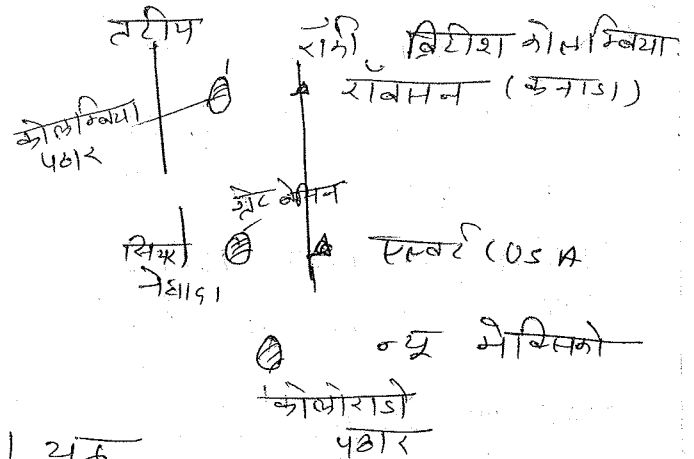 तटीय रॉकी ब्रिटीश कोलम्बिया
रॉबसन (कनाडा)
कोलम्बिया
पठार
ग्रेट बेसिन
सियरा
नेवादा
एल्बर्ट (USA
न्यू मेक्सिको
कोलोराडो
पठार